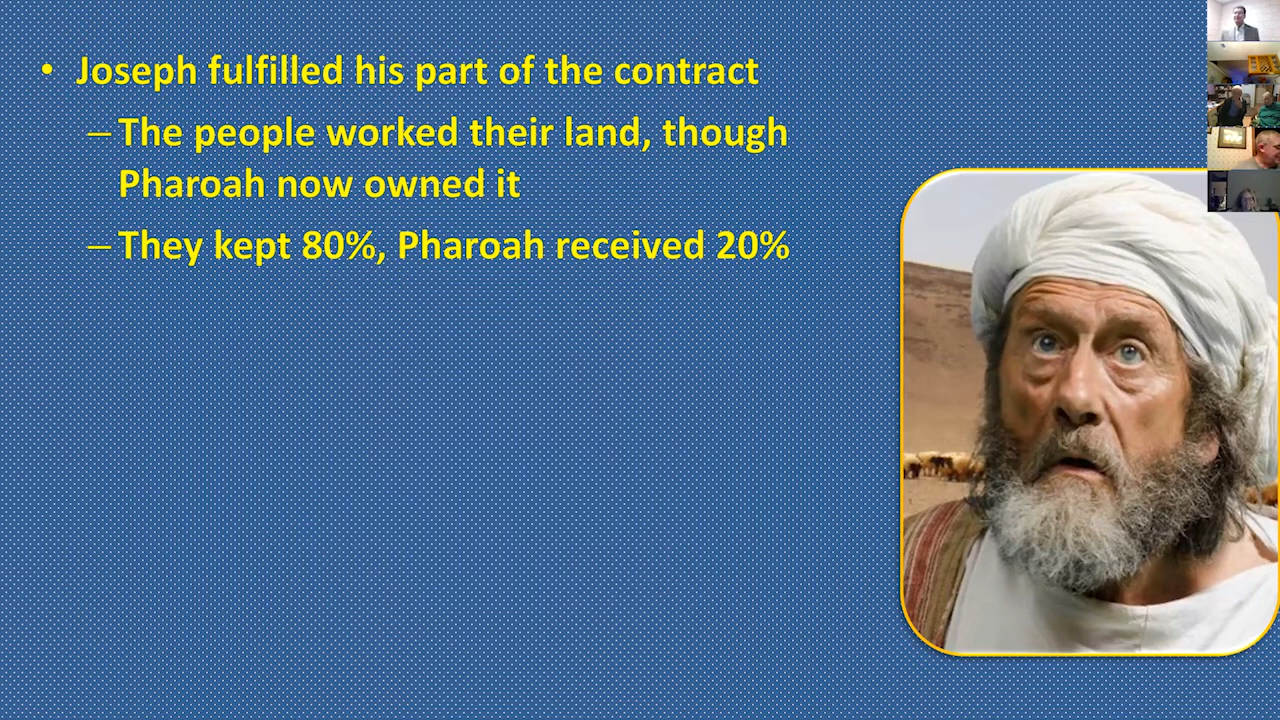 • Joseph fulfilled his part of the contract
– The people worked their land, though
Pharoah now owned it
– They kept 80%, Pharoah received 20%